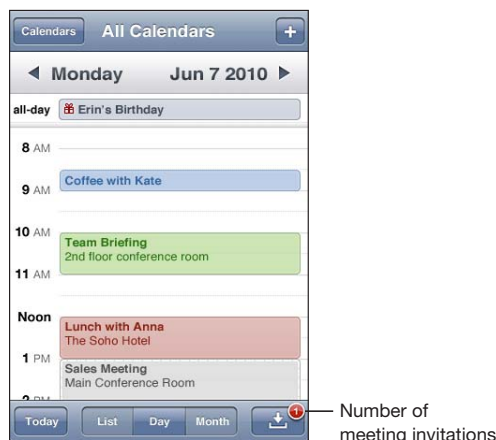 Calendars All Calendars +
Monday Jun 7 2010
all-day Erin's Birthday
8 AM
Coffee with Kate
9 AM
10 AM
Team Briefing
2nd floor conference room
11 AM
Noon
Lunch with Anna
The Soho Hotel
1 PM
Sales Meeting
Main Conference Room
2 PM
Today List Day Month 1
Number of
meeting invitations